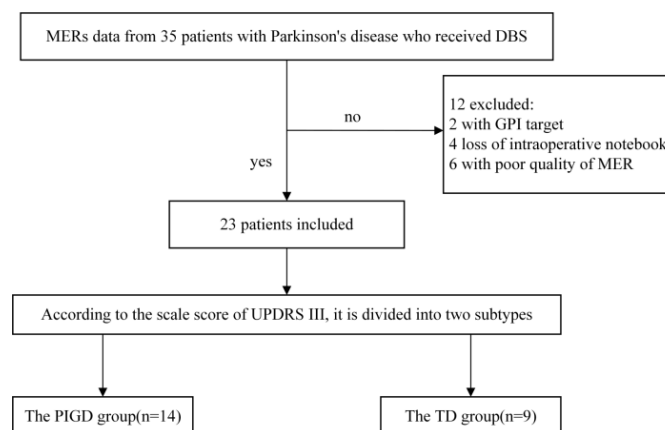 MERs data from 35 patients with Parkinson's disease who received DBS
no
12 excluded:
2 with GPI target
4 loss of intraoperative notebook
6 with poor quality of MER
yes
23 patients included
According to the scale score of UPDRS III, it is divided into two subtypes
The PIGD group(n=14)
The TD group(n=9)